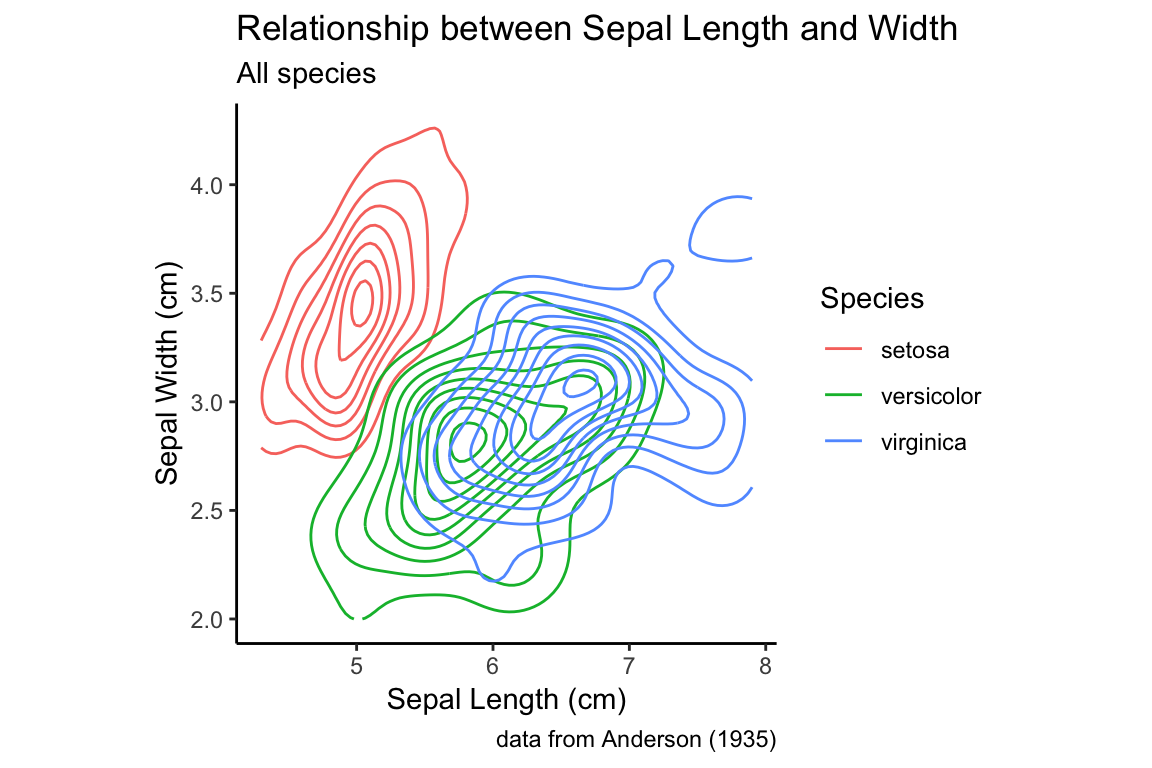 Relationship between Sepal Length and Width
All species
4.0
3.5
3.0
2.5
2.0
Sepal Width (cm)
5 6 7 8
Sepal Length (cm)
data from Anderson (1935)
Species
setosa
versicolor
virginica